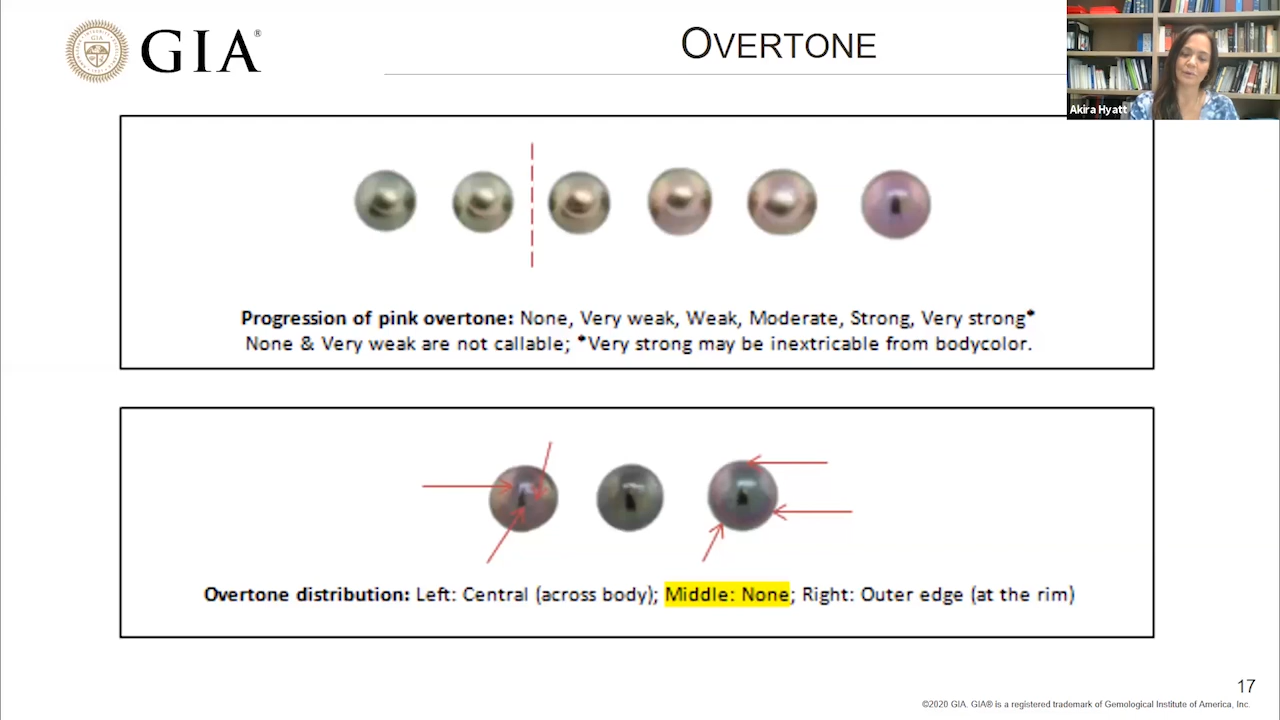 GIA®
OVERTONE
Akira Hyatt
Progression of pink overtone: None, Very weak, Weak, Moderate, Strong, Very strong*
None & Very weak are not callable; *Very strong may be inextricable from bodycolor.
Overtone distribution: Left: Central (across body); Middle: None; Right: Outer edge (at the rim)
17
©2020 GIA. GIA® is a registered trademark of Gemological Institute of America, Inc.